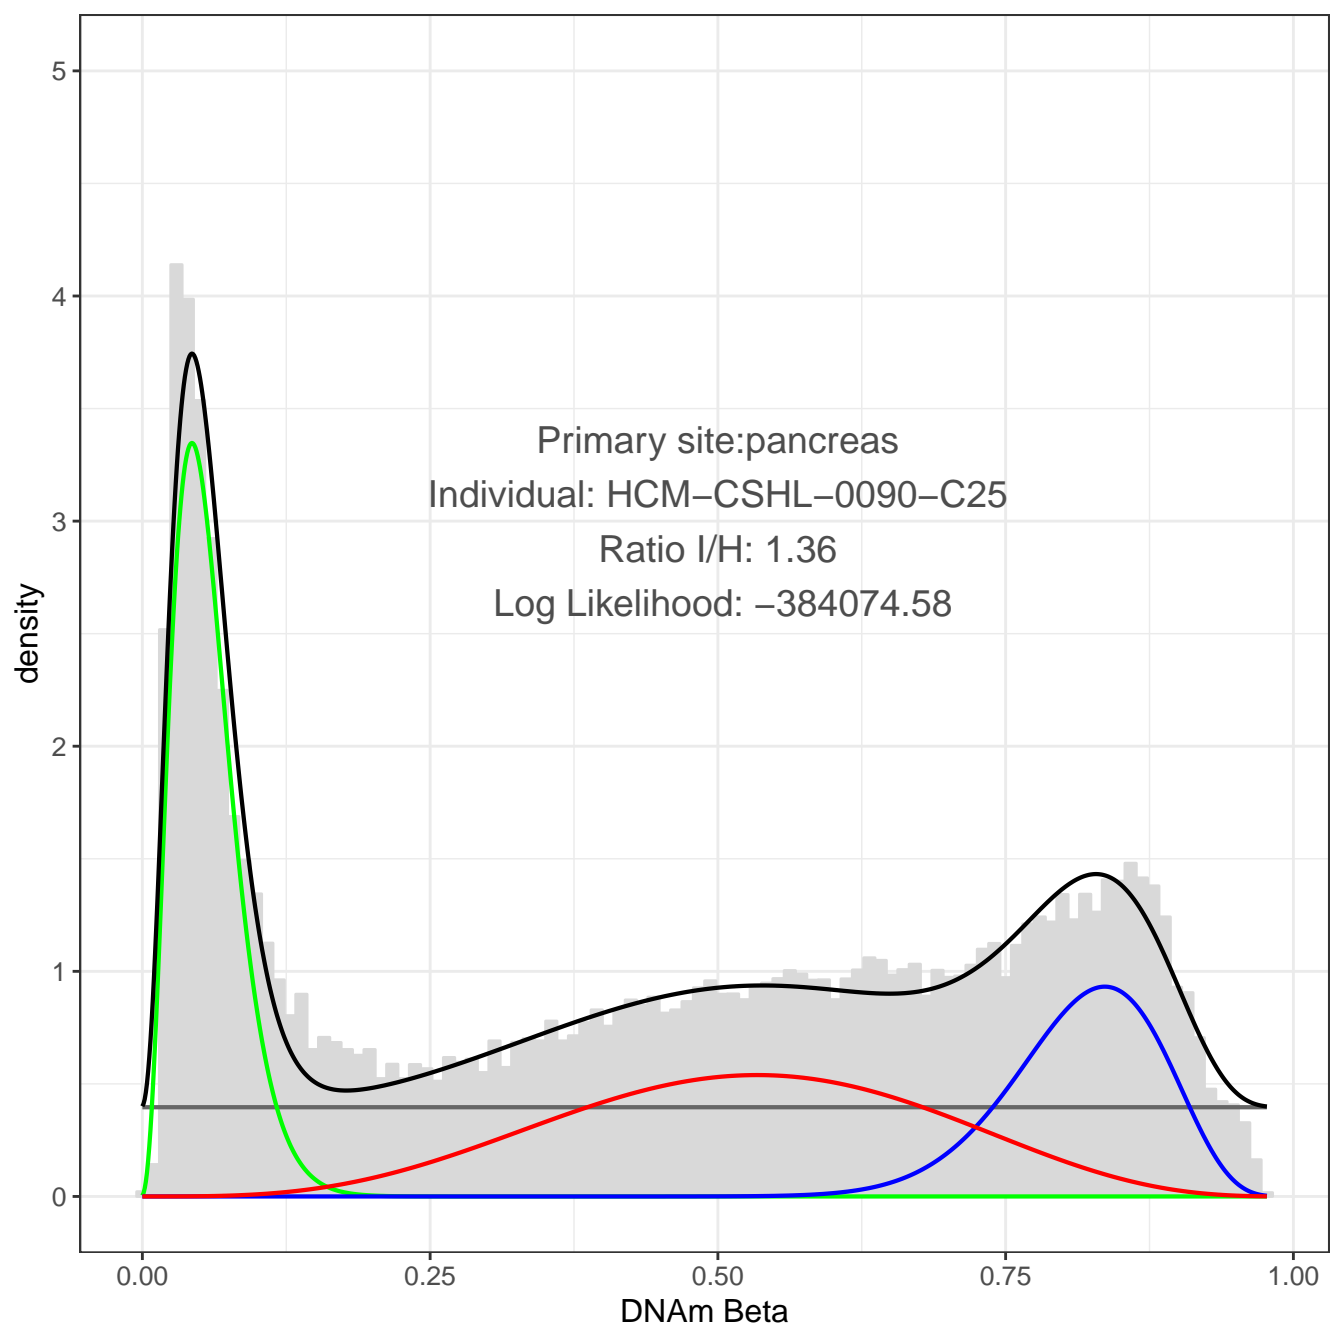 5
4
3
2
1
0
density
Primary site:pancreas
Individual: HCM−CSHL−0090−C25
Ratio I/H: 1.36
Log Likelihood: −384074.58
0.00 0.25 0.50 0.75 1.00
DNAm Beta